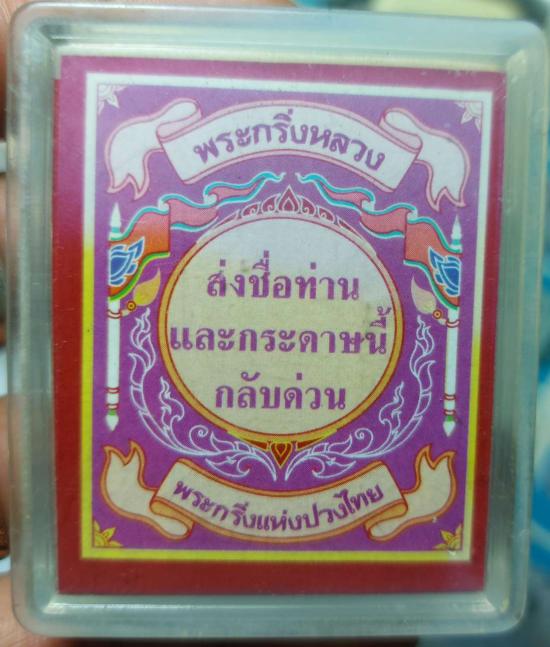 พระกริ่งหลวง
ส่งชื่อท่าน
และกระดาษนี้
กลับด่วน
พระกริ่งแห่งปวงไทย